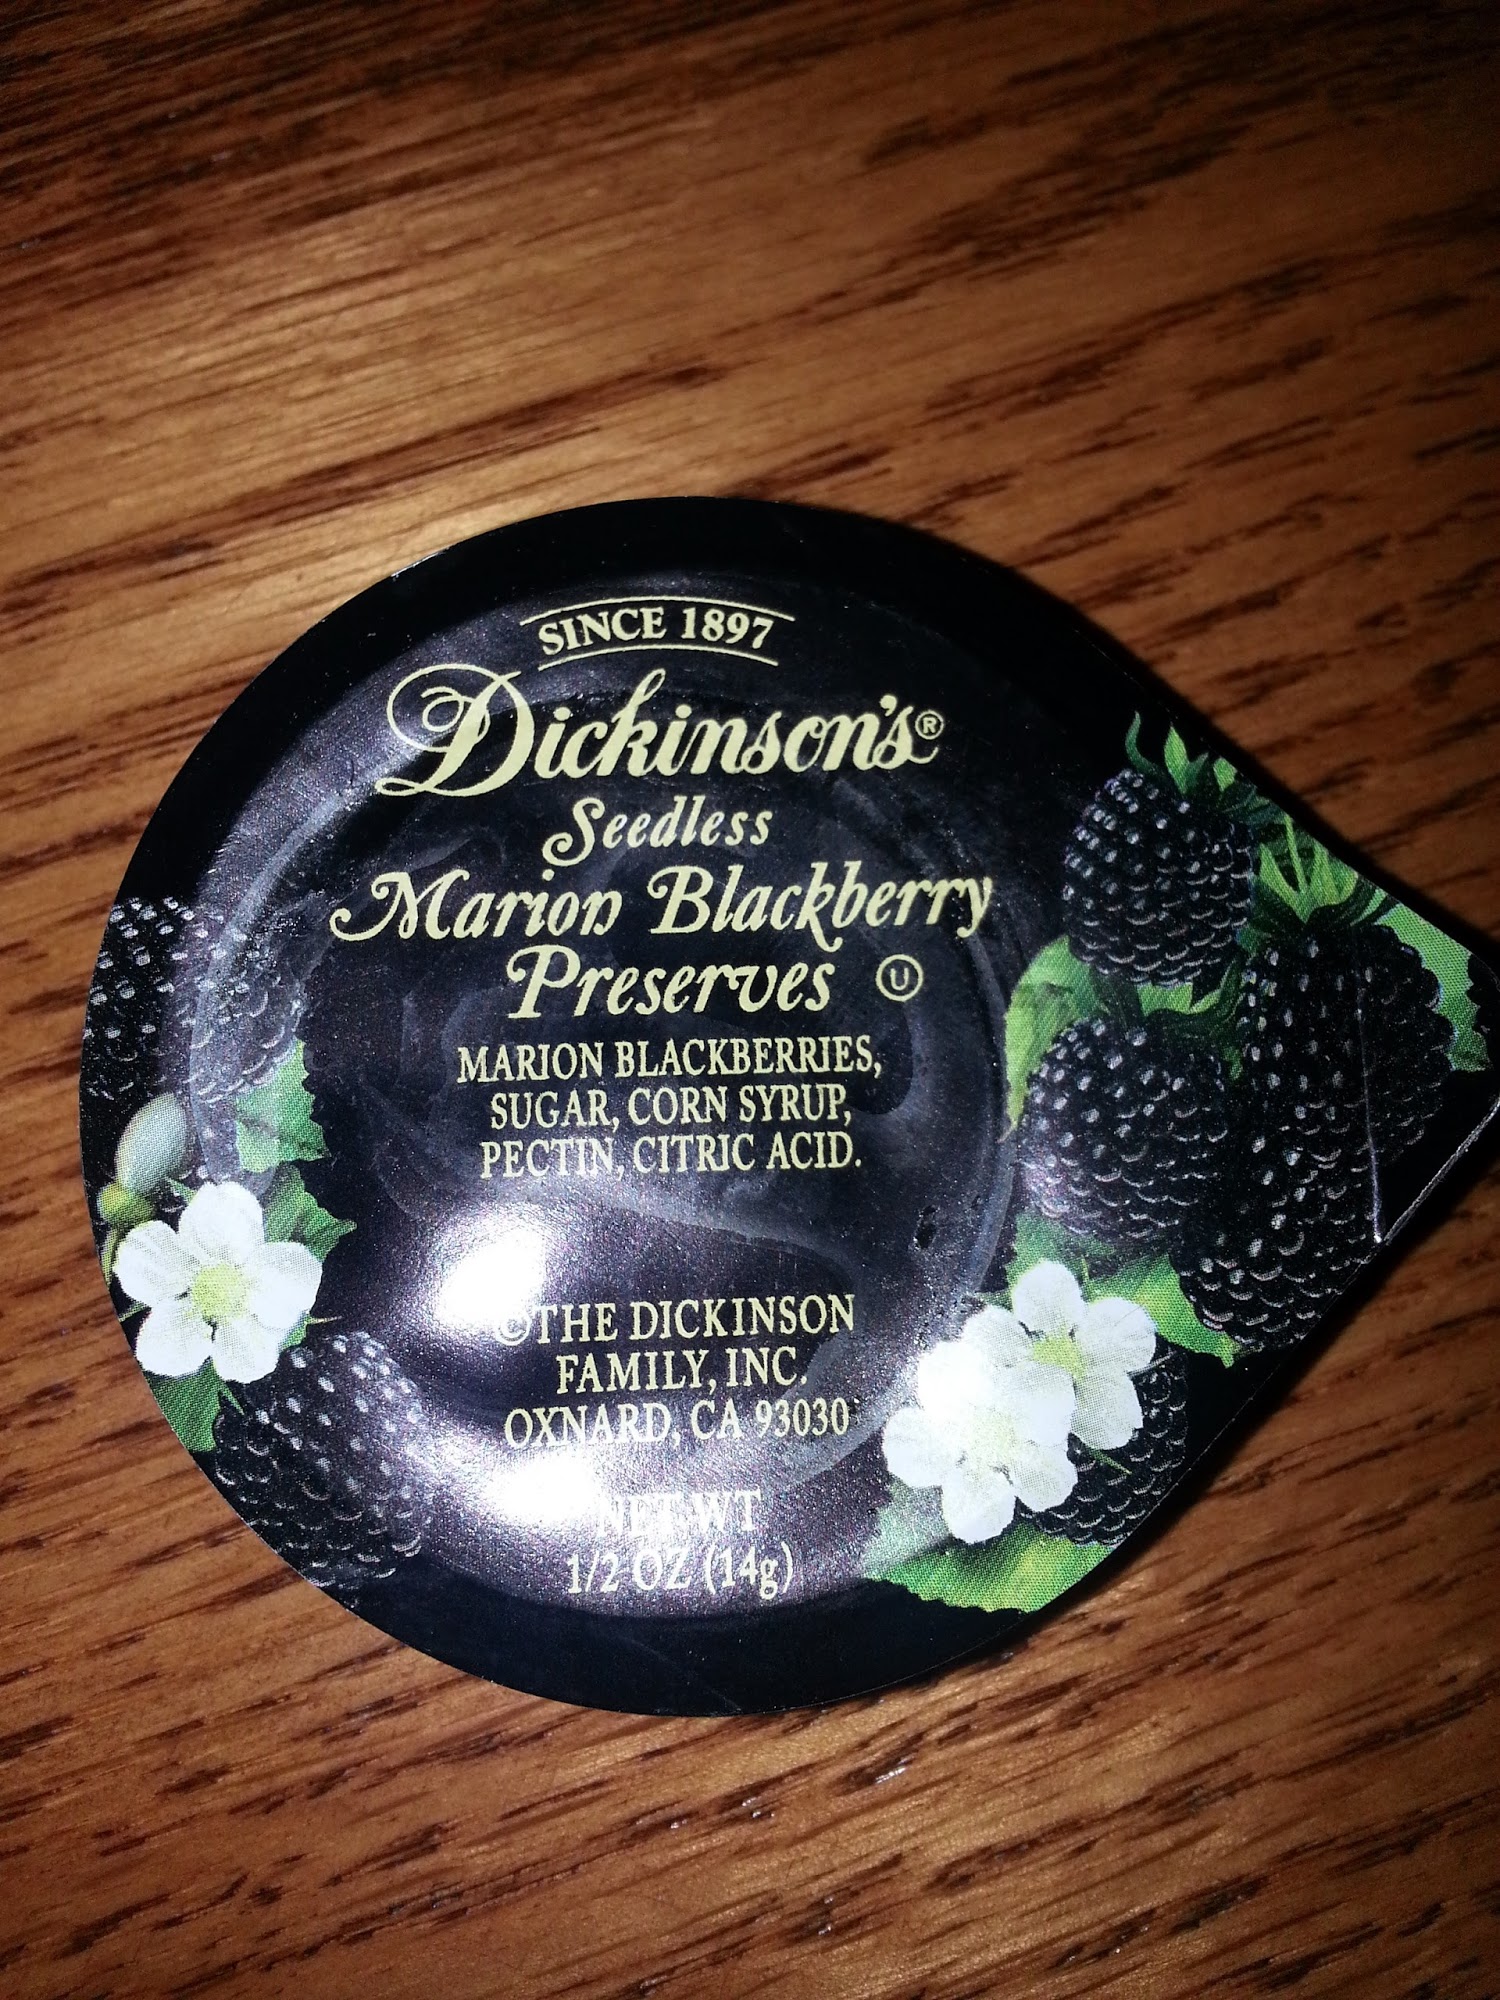 SINCE 1897
Dickinson's®
Seedless
Marion Blackberry
Preserves Ⓤ
MARION BLACKBERRIES,
SUGAR, CORN SYRUP,
PECTIN, CITRIC ACID.
©THE DICKINSON
FAMILY, INC.
OXNARD, CA 93030
NET WT
1/2 OZ (14g)